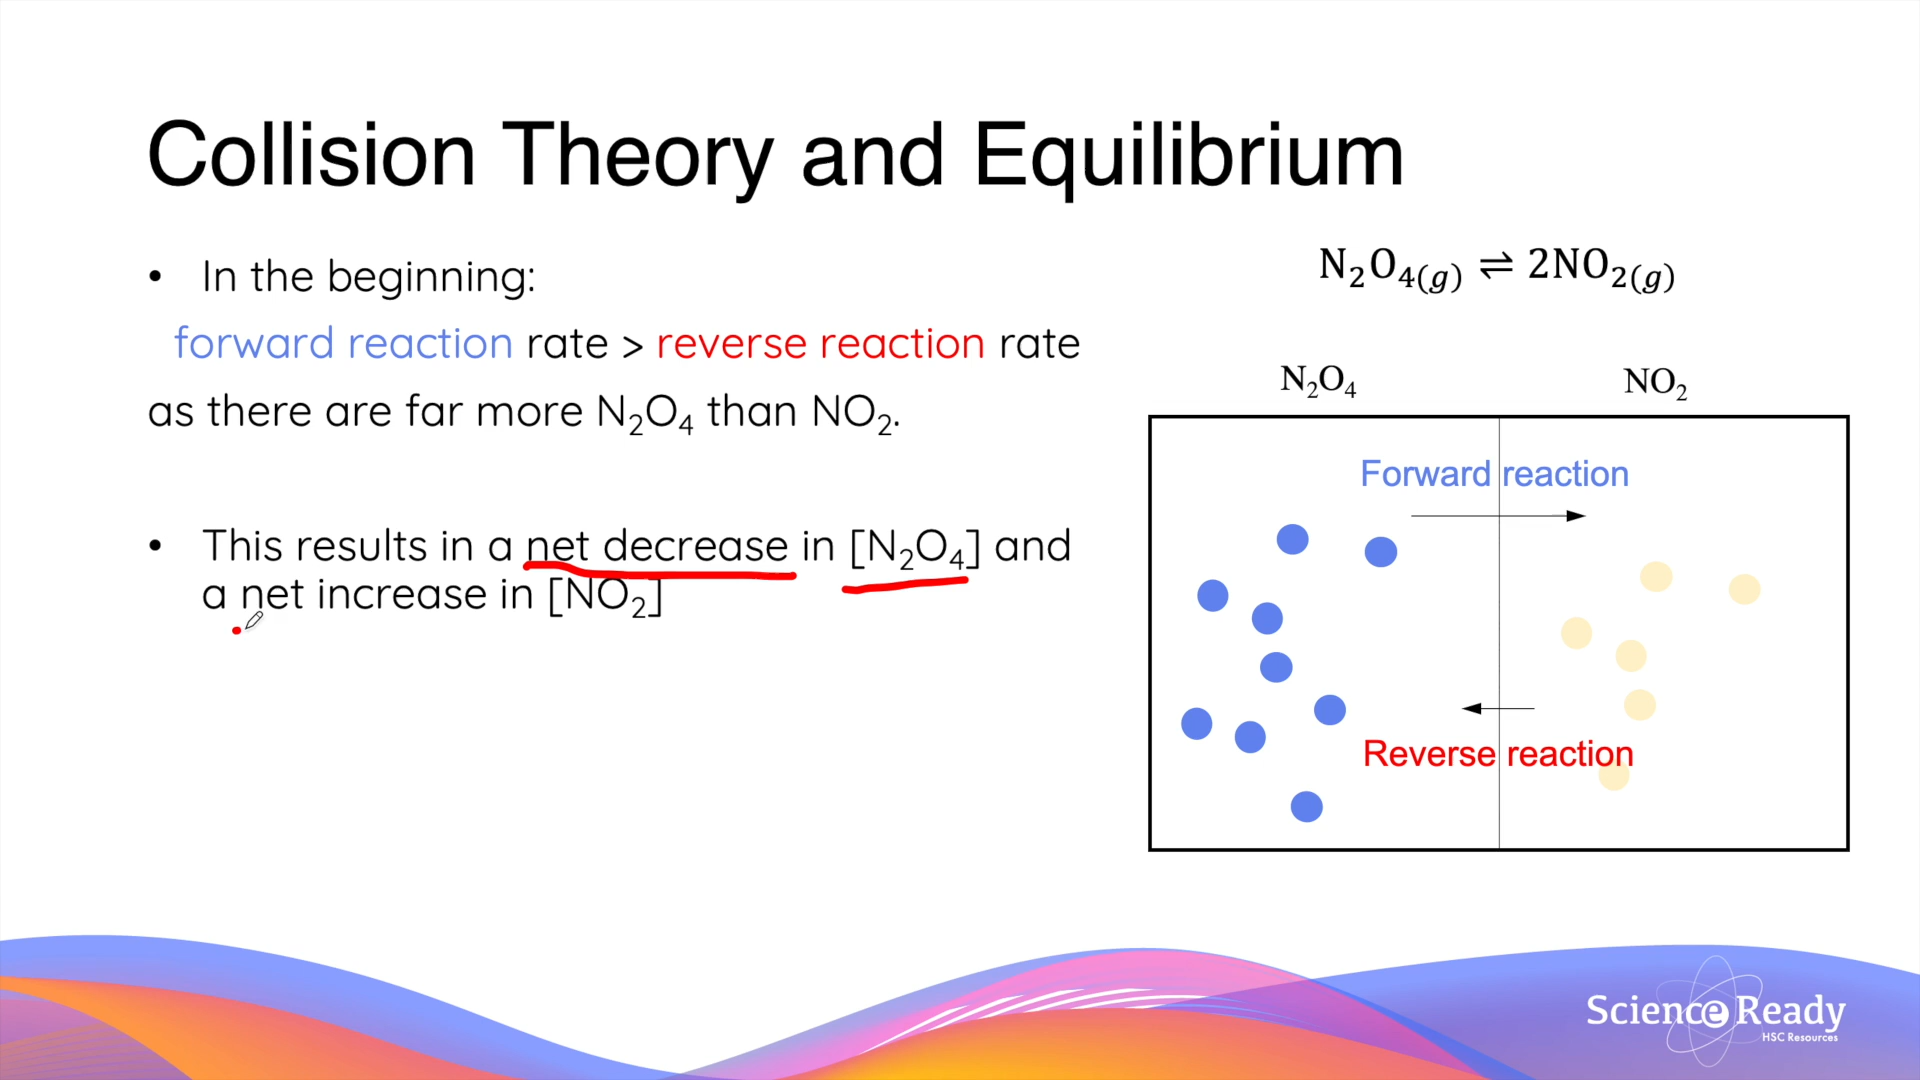 Collision Theory and Equilibrium
• In the beginning:
forward reaction rate > reverse reaction rate
as there are far more N₂O₄ than NO₂.
• This results in a net decrease in [N₂O₄] and
a net increase in [NO₂]
N₂O₄(g) ⇌ 2NO₂(g)
N₂O₄ NO₂
Forward reaction
Reverse reaction
Science Ready
HSC Resources